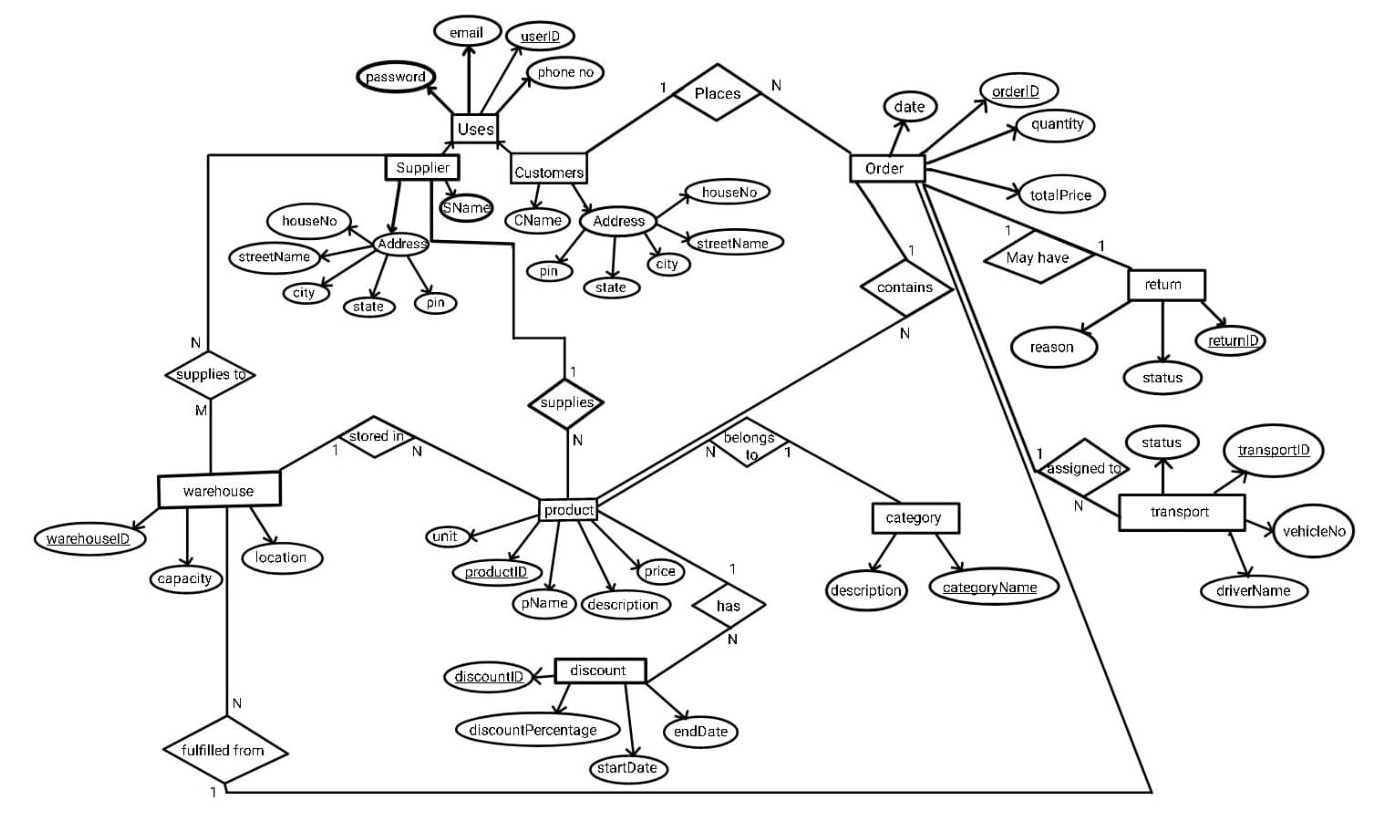 email
userID
password
phone no
Uses
1
Places
N
date
orderID
quantity
Supplier
Customers
Order
totalPrice
houseNo
SName
CName
Address
houseNo
streetName
Address
streetName
pin
state
city
city
state
pin
1
contains
N
1
May have
1
return
reason
returnID
status
N
supplies to
M
1
supplies
N
1
stored in
N
N
belongs
to
1
1
assigned to
N
status
transportID
warehouse
product
category
transport
vehicleNo
warehouseID
capacity
location
unit
productID
pName
description
price
description
categoryName
driverName
1
has
N
discountID
discount
discountPercentage
startDate
endDate
N
fulfilled from
1